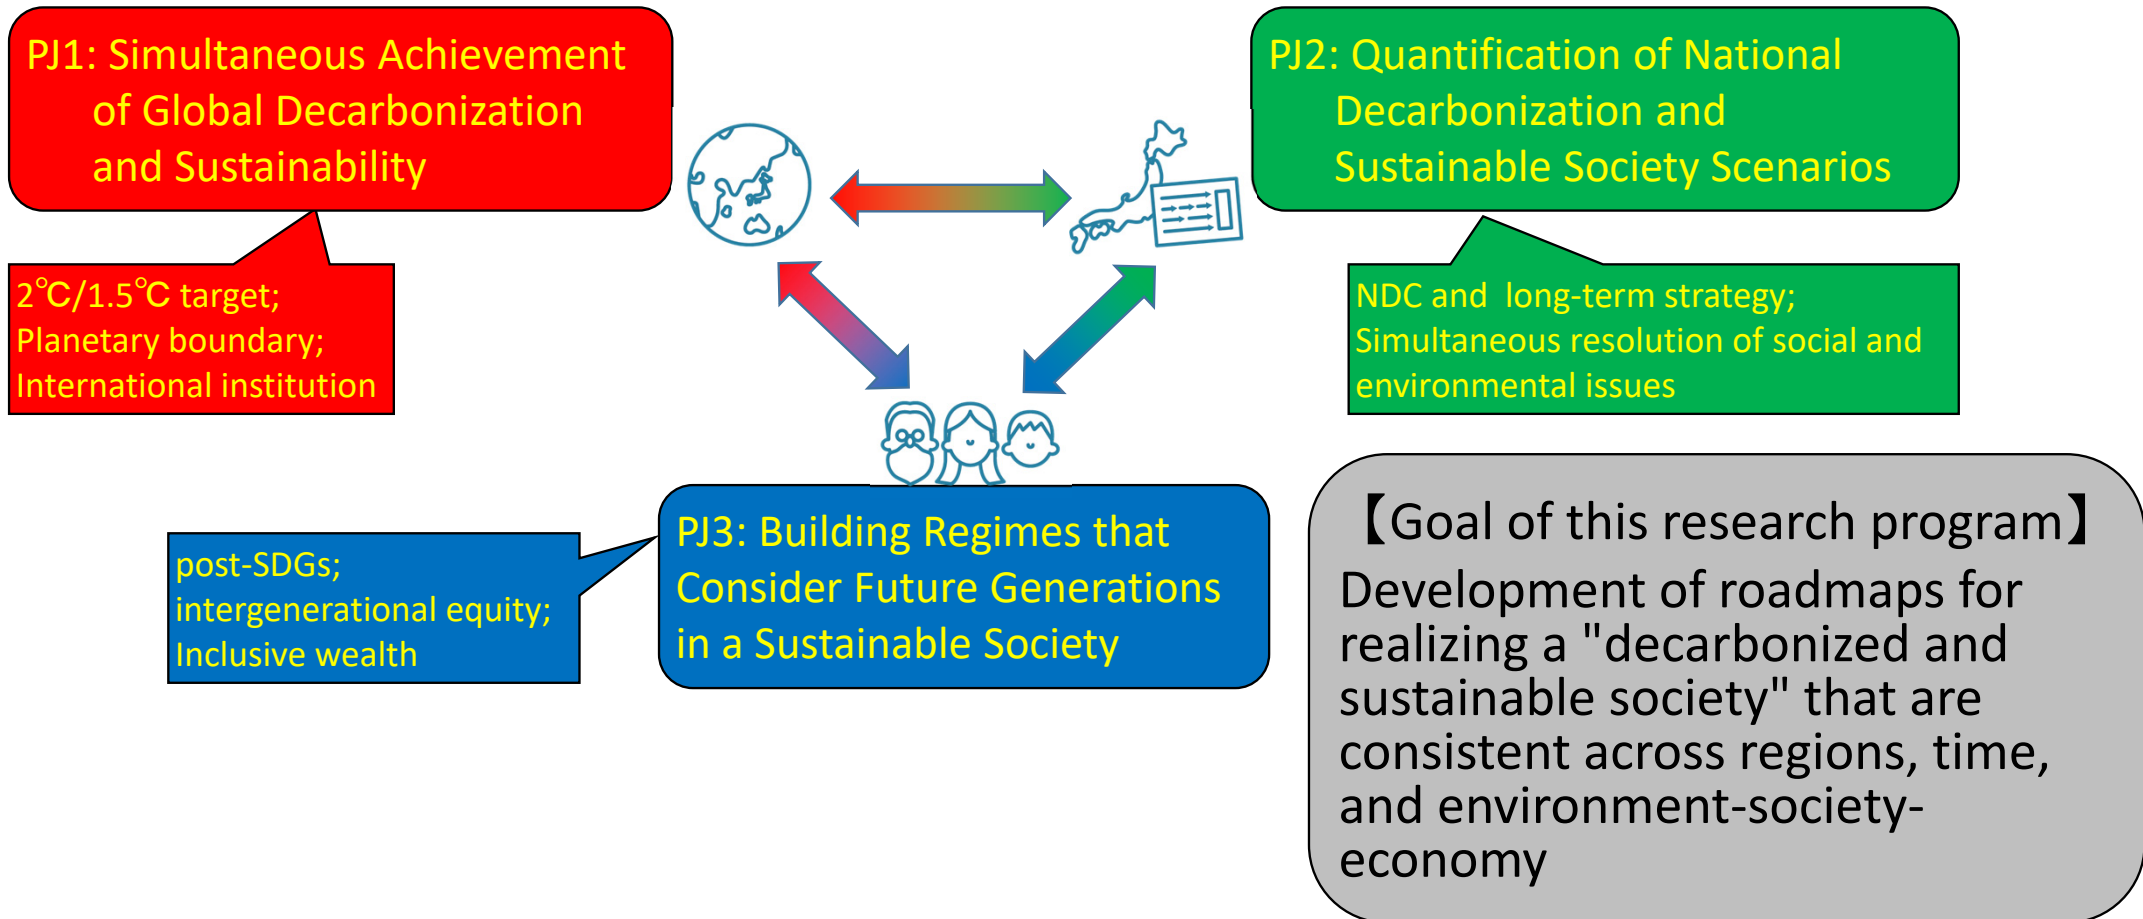 PJ1: Simultaneous Achievement
of Global Decarbonization
and Sustainability
2℃/1.5℃ target;
Planetary boundary;
International institution
PJ2: Quantification of National
Decarbonization and
Sustainable Society Scenarios
NDC and  long-term strategy;
Simultaneous resolution of social and
environmental issues
post-SDGs;
intergenerational equity;
Inclusive wealth
PJ3: Building Regimes that
Consider Future Generations
in a Sustainable Society
【Goal of this research program】
Development of roadmaps for
realizing a "decarbonized and
sustainable society" that are
consistent across regions, time,
and environment-society-
economy